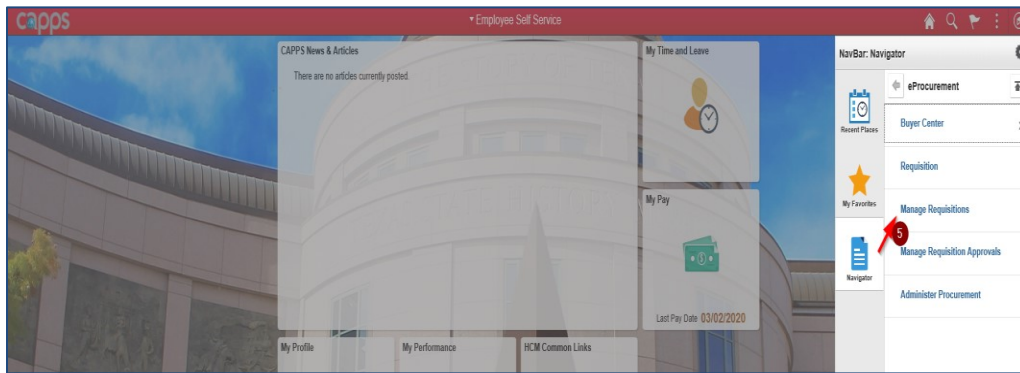 capps
Employee Self Service
CAPPS News & Articles
There are no articles currently posted.
My Time and Leave
My Pay
Last Pay Date 03/02/2020
My Profile
My Performance
HCM Common Links
NavBar: Navigator
Recent Places
My Favorites
Navigator
eProcurement
Buyer Center
Requisition
Manage Requisitions
5
Manage Requisition Approvals
Administer Procurement